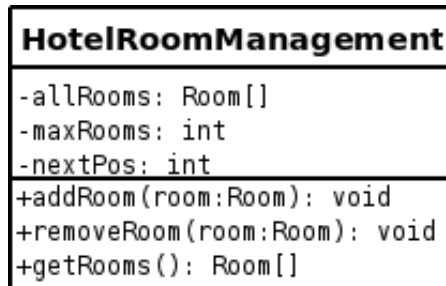 HotelRoomManagement
-allRooms: Room[]
-maxRooms: int
-nextPos: int
+addRoom(room:Room): void
+removeRoom(room:Room): void
+getRooms(): Room[]